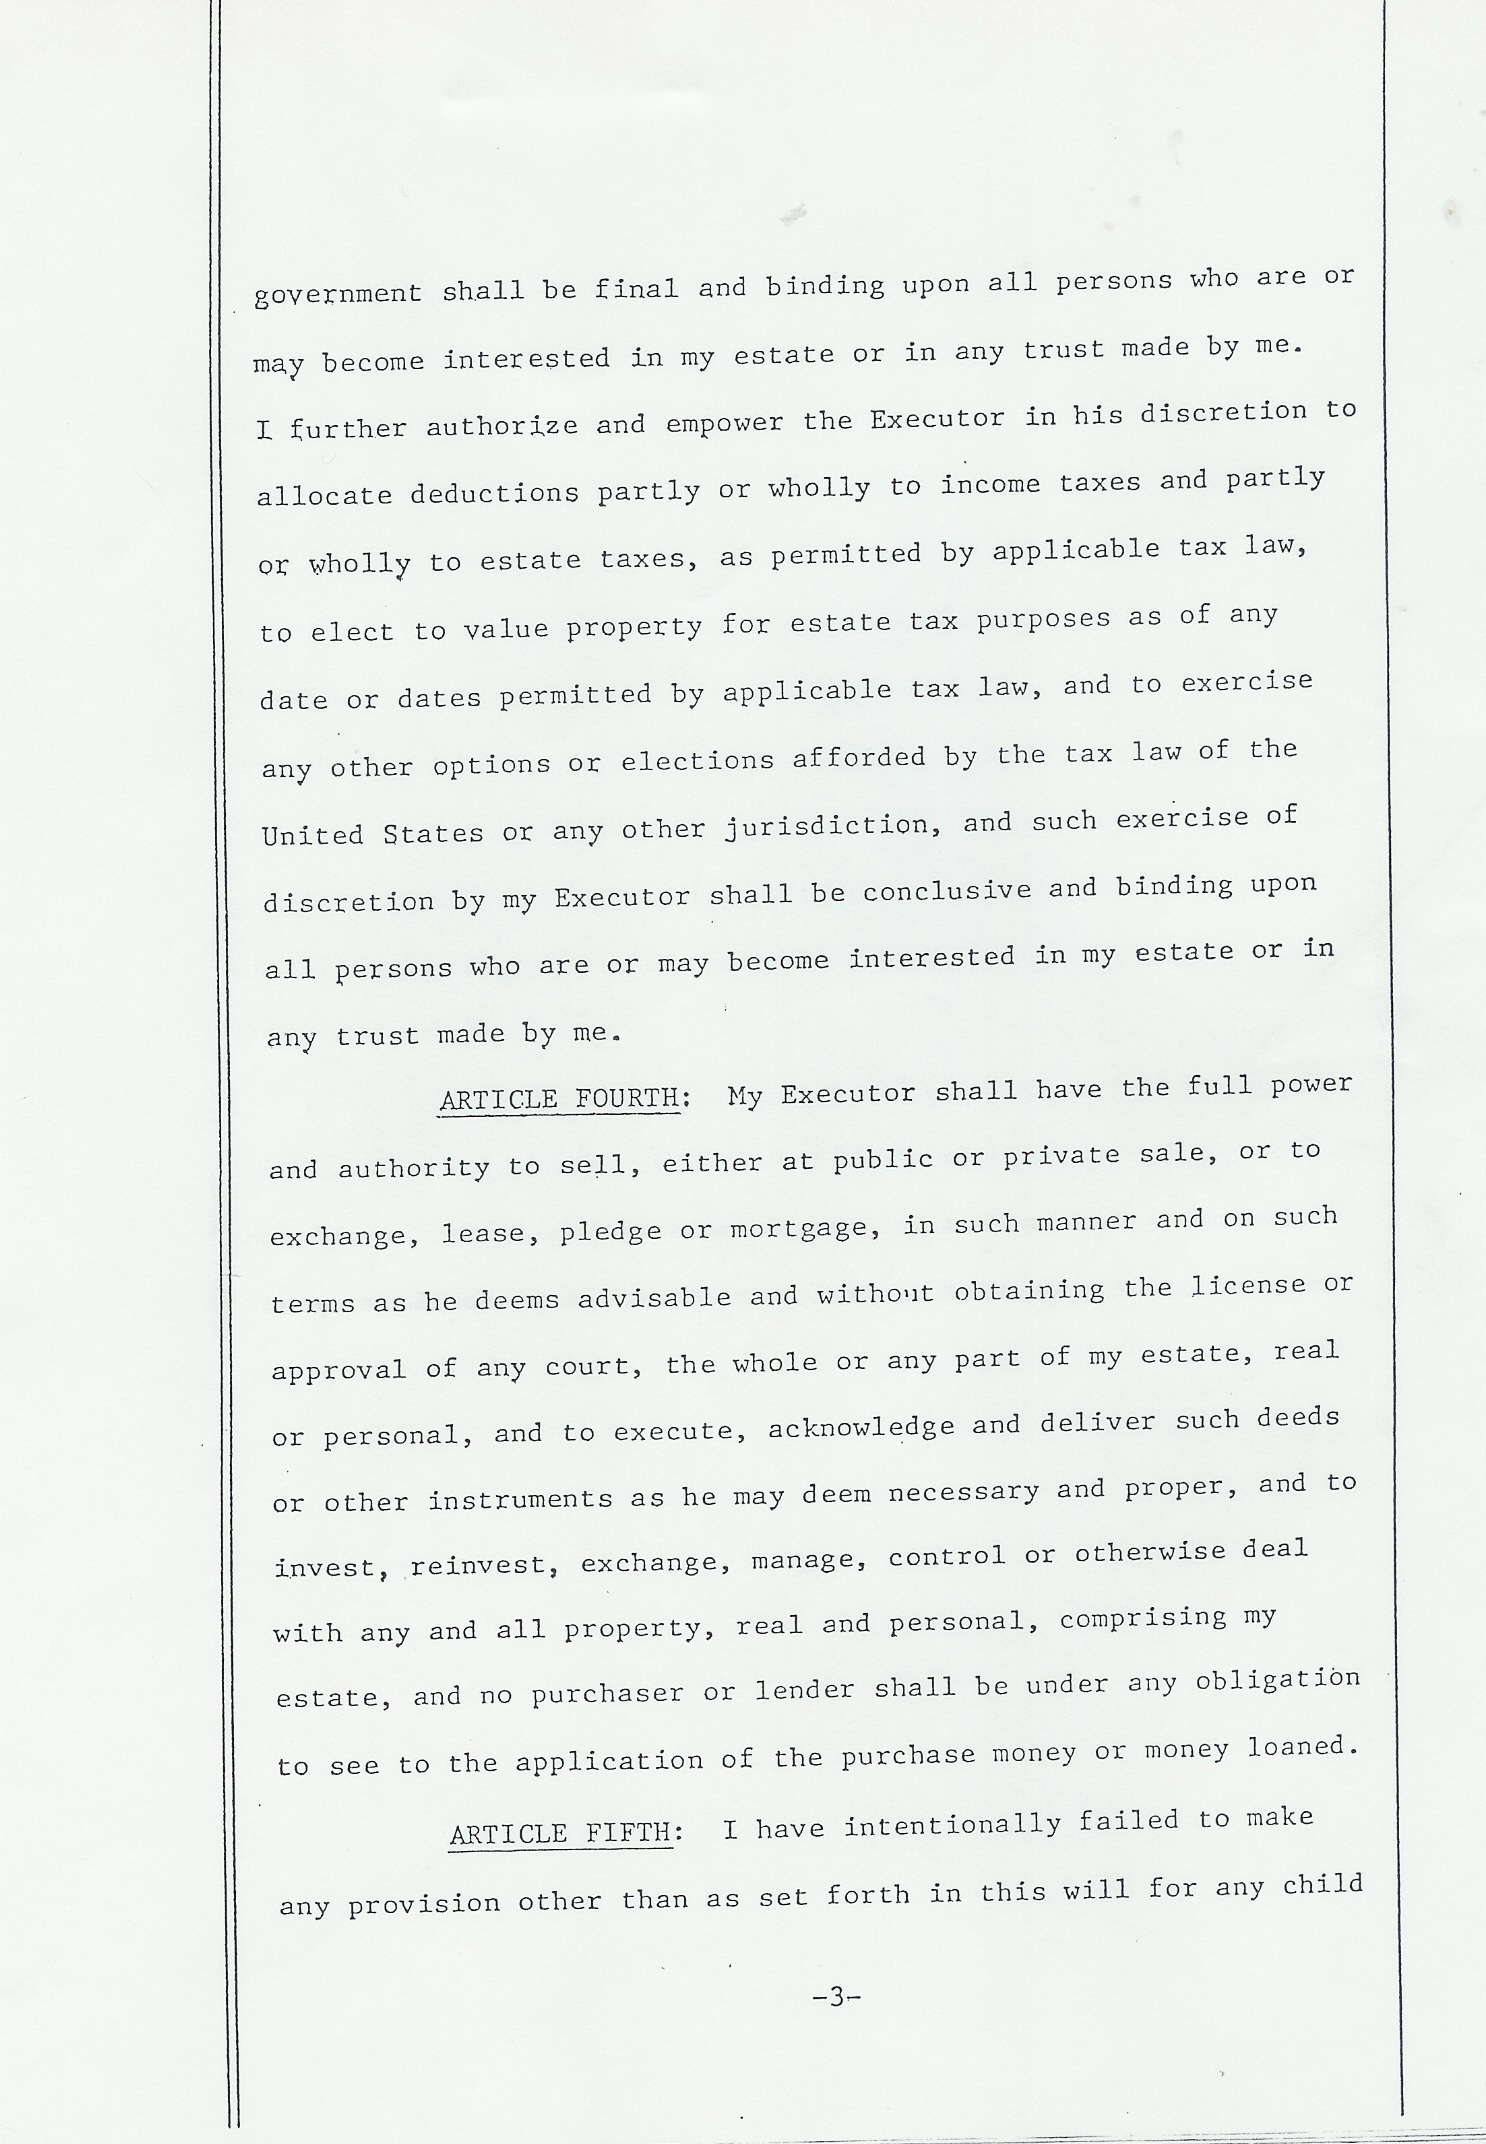 government shall be final and binding upon all persons who are or
may become interested in my estate or in any trust made by me.
I further authorize and empower the Executor in his discretion to
allocate deductions partly or wholly to income taxes and partly
or wholly to estate taxes, as permitted by applicable tax law,
to elect to value property for estate tax purposes as of any
date or dates permitted by applicable tax law, and to exercise
any other options or elections afforded by the tax law of the
United States or any other jurisdiction, and such exercise of
discretion by my Executor shall be conclusive and binding upon
all persons who are or may become interested in my estate or in
any trust made by me.
ARTICLE FOURTH: My Executor shall have the full power
and authority to sell, either at public or private sale, or to
exchange, lease, pledge or mortgage, in such manner and on such
terms as he deems advisable and without obtaining the license or
approval of any court, the whole or any part of my estate, real
or personal, and to execute, acknowledge and deliver such deeds
or other instruments as he may deem necessary and proper, and to
invest, reinvest, exchange, manage, control or otherwise deal
with any and all property, real and personal, comprising my
estate, and no purchaser or lender shall be under any obligation
to see to the application of the purchase money or money loaned.
ARTICLE FIFTH: I have intentionally failed to make
any provision other than as set forth in this will for any child
-3-